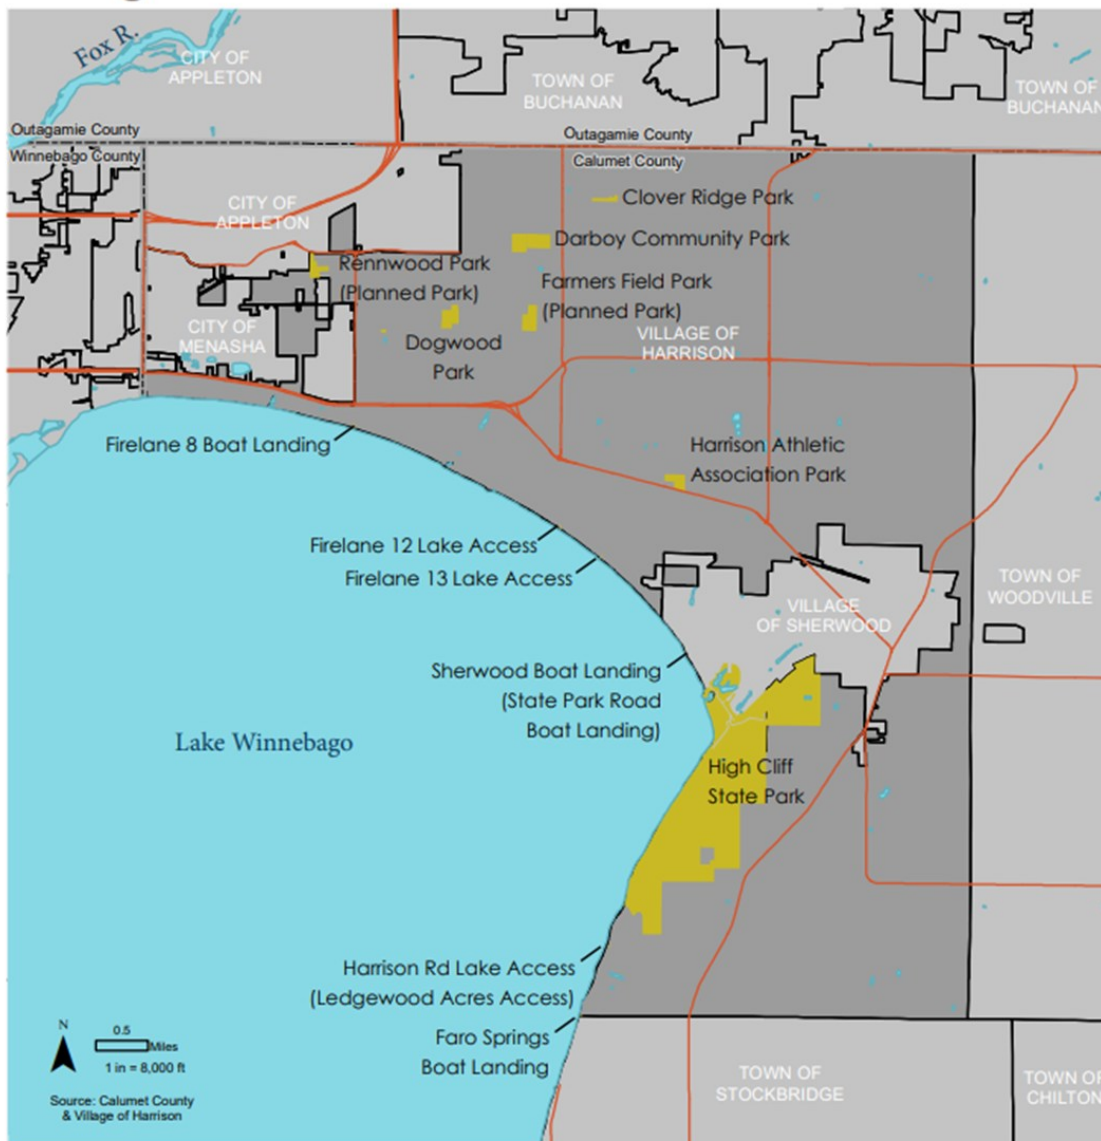 Fox R.
CITY OF
APPLETON
TOWN OF
BUCHANAN
TOWN OF
BUCHANAN
Outagamie County
Winnebago County
Outagamie County
Calumet County
Clover Ridge Park
CITY OF
APPLETON
Darboy Community Park
Rennwood Park
(Planned Park)
Farmers Field Park
(Planned Park)
CITY OF
MENASHA
Dogwood
Park
VILLAGE OF
HARRISON
Firelane 8 Boat Landing
Harrison Athletic
Association Park
Firelane 12 Lake Access
Firelane 13 Lake Access
TOWN OF
WOODVILLE
VILLAGE
OF SHERWOOD
Sherwood Boat Landing
(State Park Road
Boat Landing)
Lake Winnebago
High Cliff
State Park
Harrison Rd Lake Access
(Ledgewood Acres Access)
Faro Springs
Boat Landing
N
0.5
Miles
1 in = 8,000 ft
Source: Calumet County
& Village of Harrison
TOWN OF
STOCKBRIDGE
TOWN OF
CHILTON